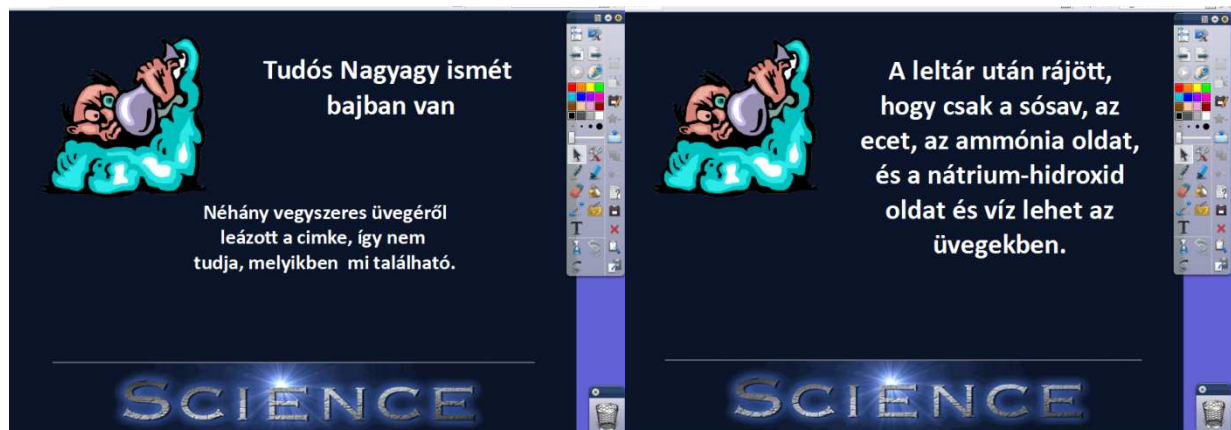 Tudós Nagyagy ismét
bajban van
Néhány vegyszeres üvegéről
leázott a cimke, így nem
tudja, melyikben mi található.
SCIENCE
A leltár után rájött,
hogy csak a sósav, az
ecet, az ammónia oldat,
és a nátrium-hidroxid
oldat és víz lehet az
üvegekben.
SCIENCE